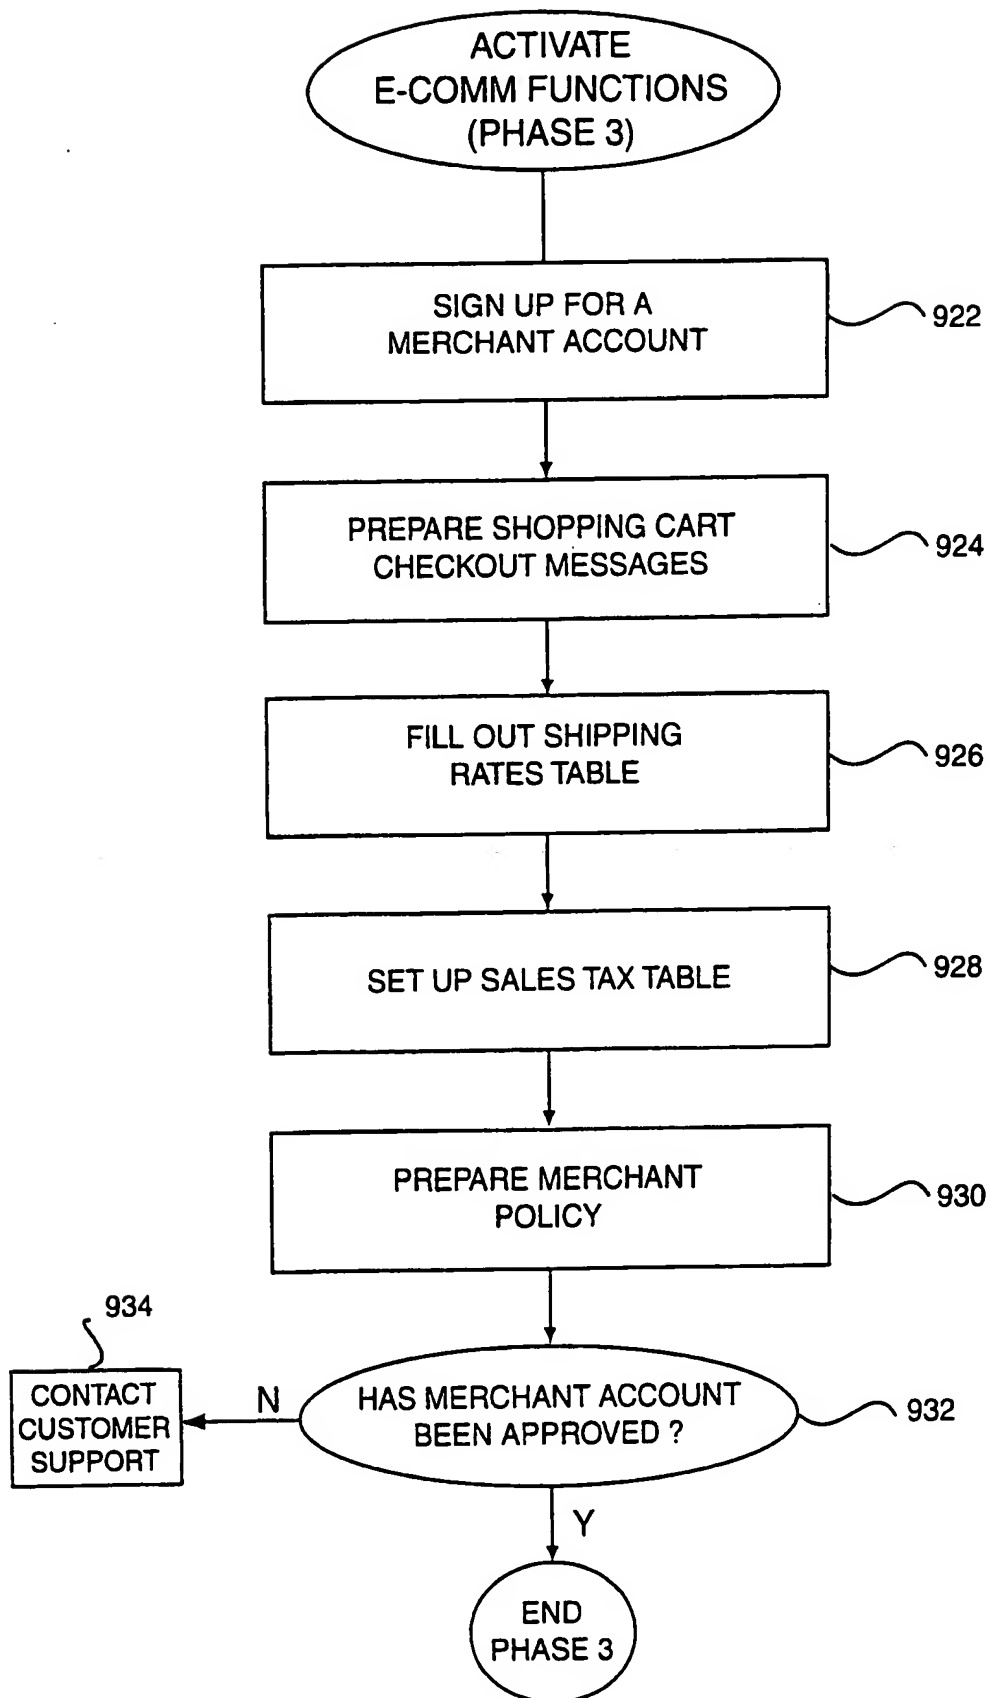 ACTIVATE
E-COMM FUNCTIONS
(PHASE 3)
SIGN UP FOR A
MERCHANT ACCOUNT
922
PREPARE SHOPPING CART
CHECKOUT MESSAGES
924
FILL OUT SHIPPING
RATES TABLE
926
SET UP SALES TAX TABLE
928
PREPARE MERCHANT
POLICY
930
934
CONTACT
CUSTOMER
SUPPORT
N
HAS MERCHANT ACCOUNT
BEEN APPROVED ?
932
Y
END
PHASE 3